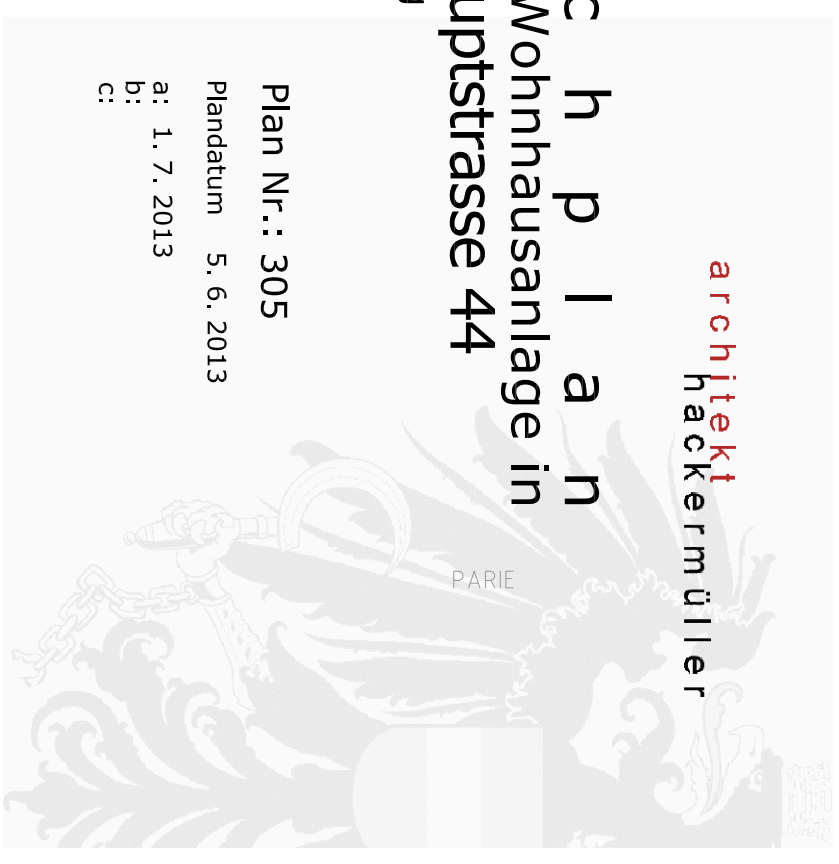 architekt
hackermüller
c h p l a n
Wohnhausanlage in
uptstrasse 44
Plan Nr.: 305
Plandatum 5. 6. 2013
a: 1. 7. 2013
b:
c:
PARIE